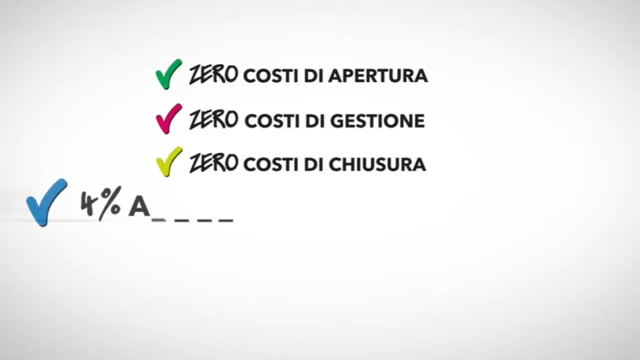 ZERO COSTI DI APERTURA
ZERO COSTI DI GESTIONE
ZERO COSTI DI CHIUSURA
4% A_ _ _ _